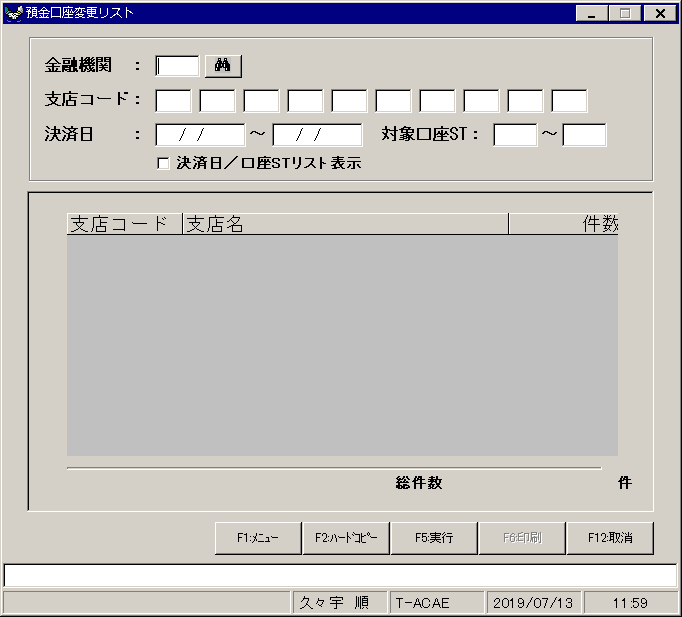 預金口座変更リスト
金融機関 :
支店コード :
決済日 : / / ～ / / 対象口座ST : ～
決済日／口座STリスト表示
支店コード 支店名 件数
総件数 件
F1:ﾒﾆｭｰ F2:ﾊｰﾄﾞｺﾋﾟｰ F5:実行 F6:印刷 F12:取消
久々宇 順 T-ACAE 2019/07/13 11:59